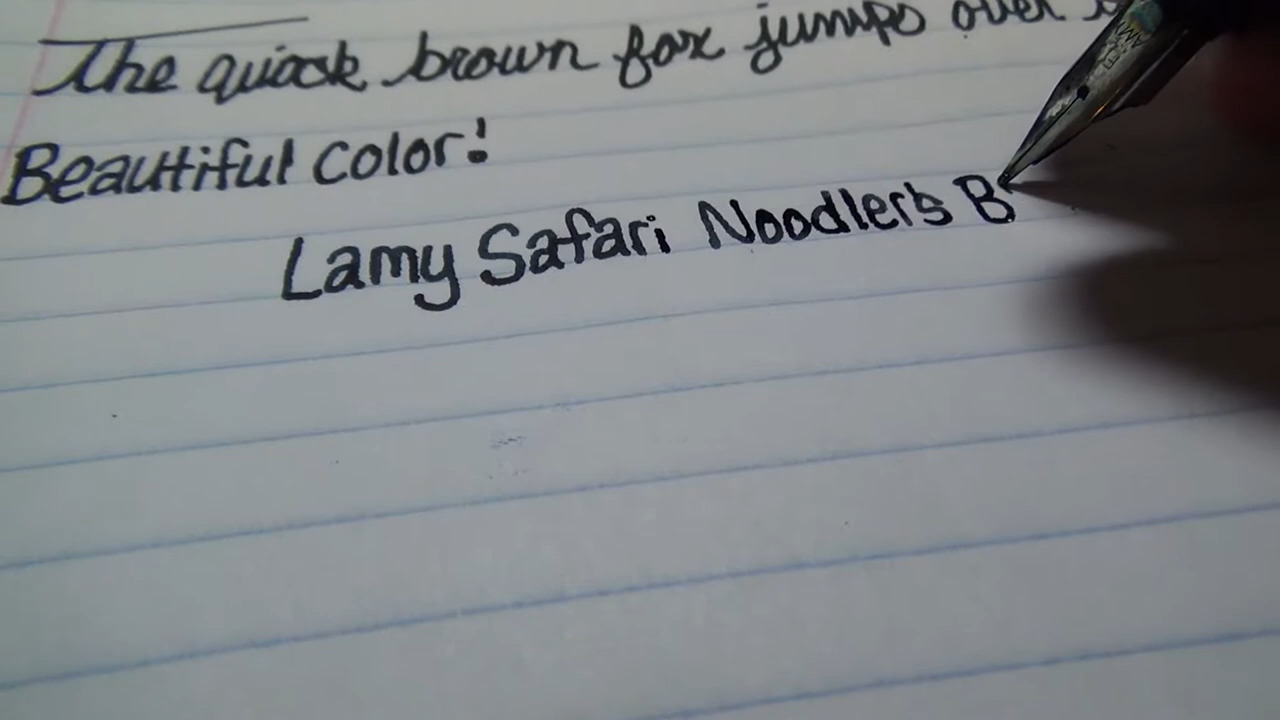 The quick brown fox jumps over
Beautiful color!
Lamy Safari Noodler's B